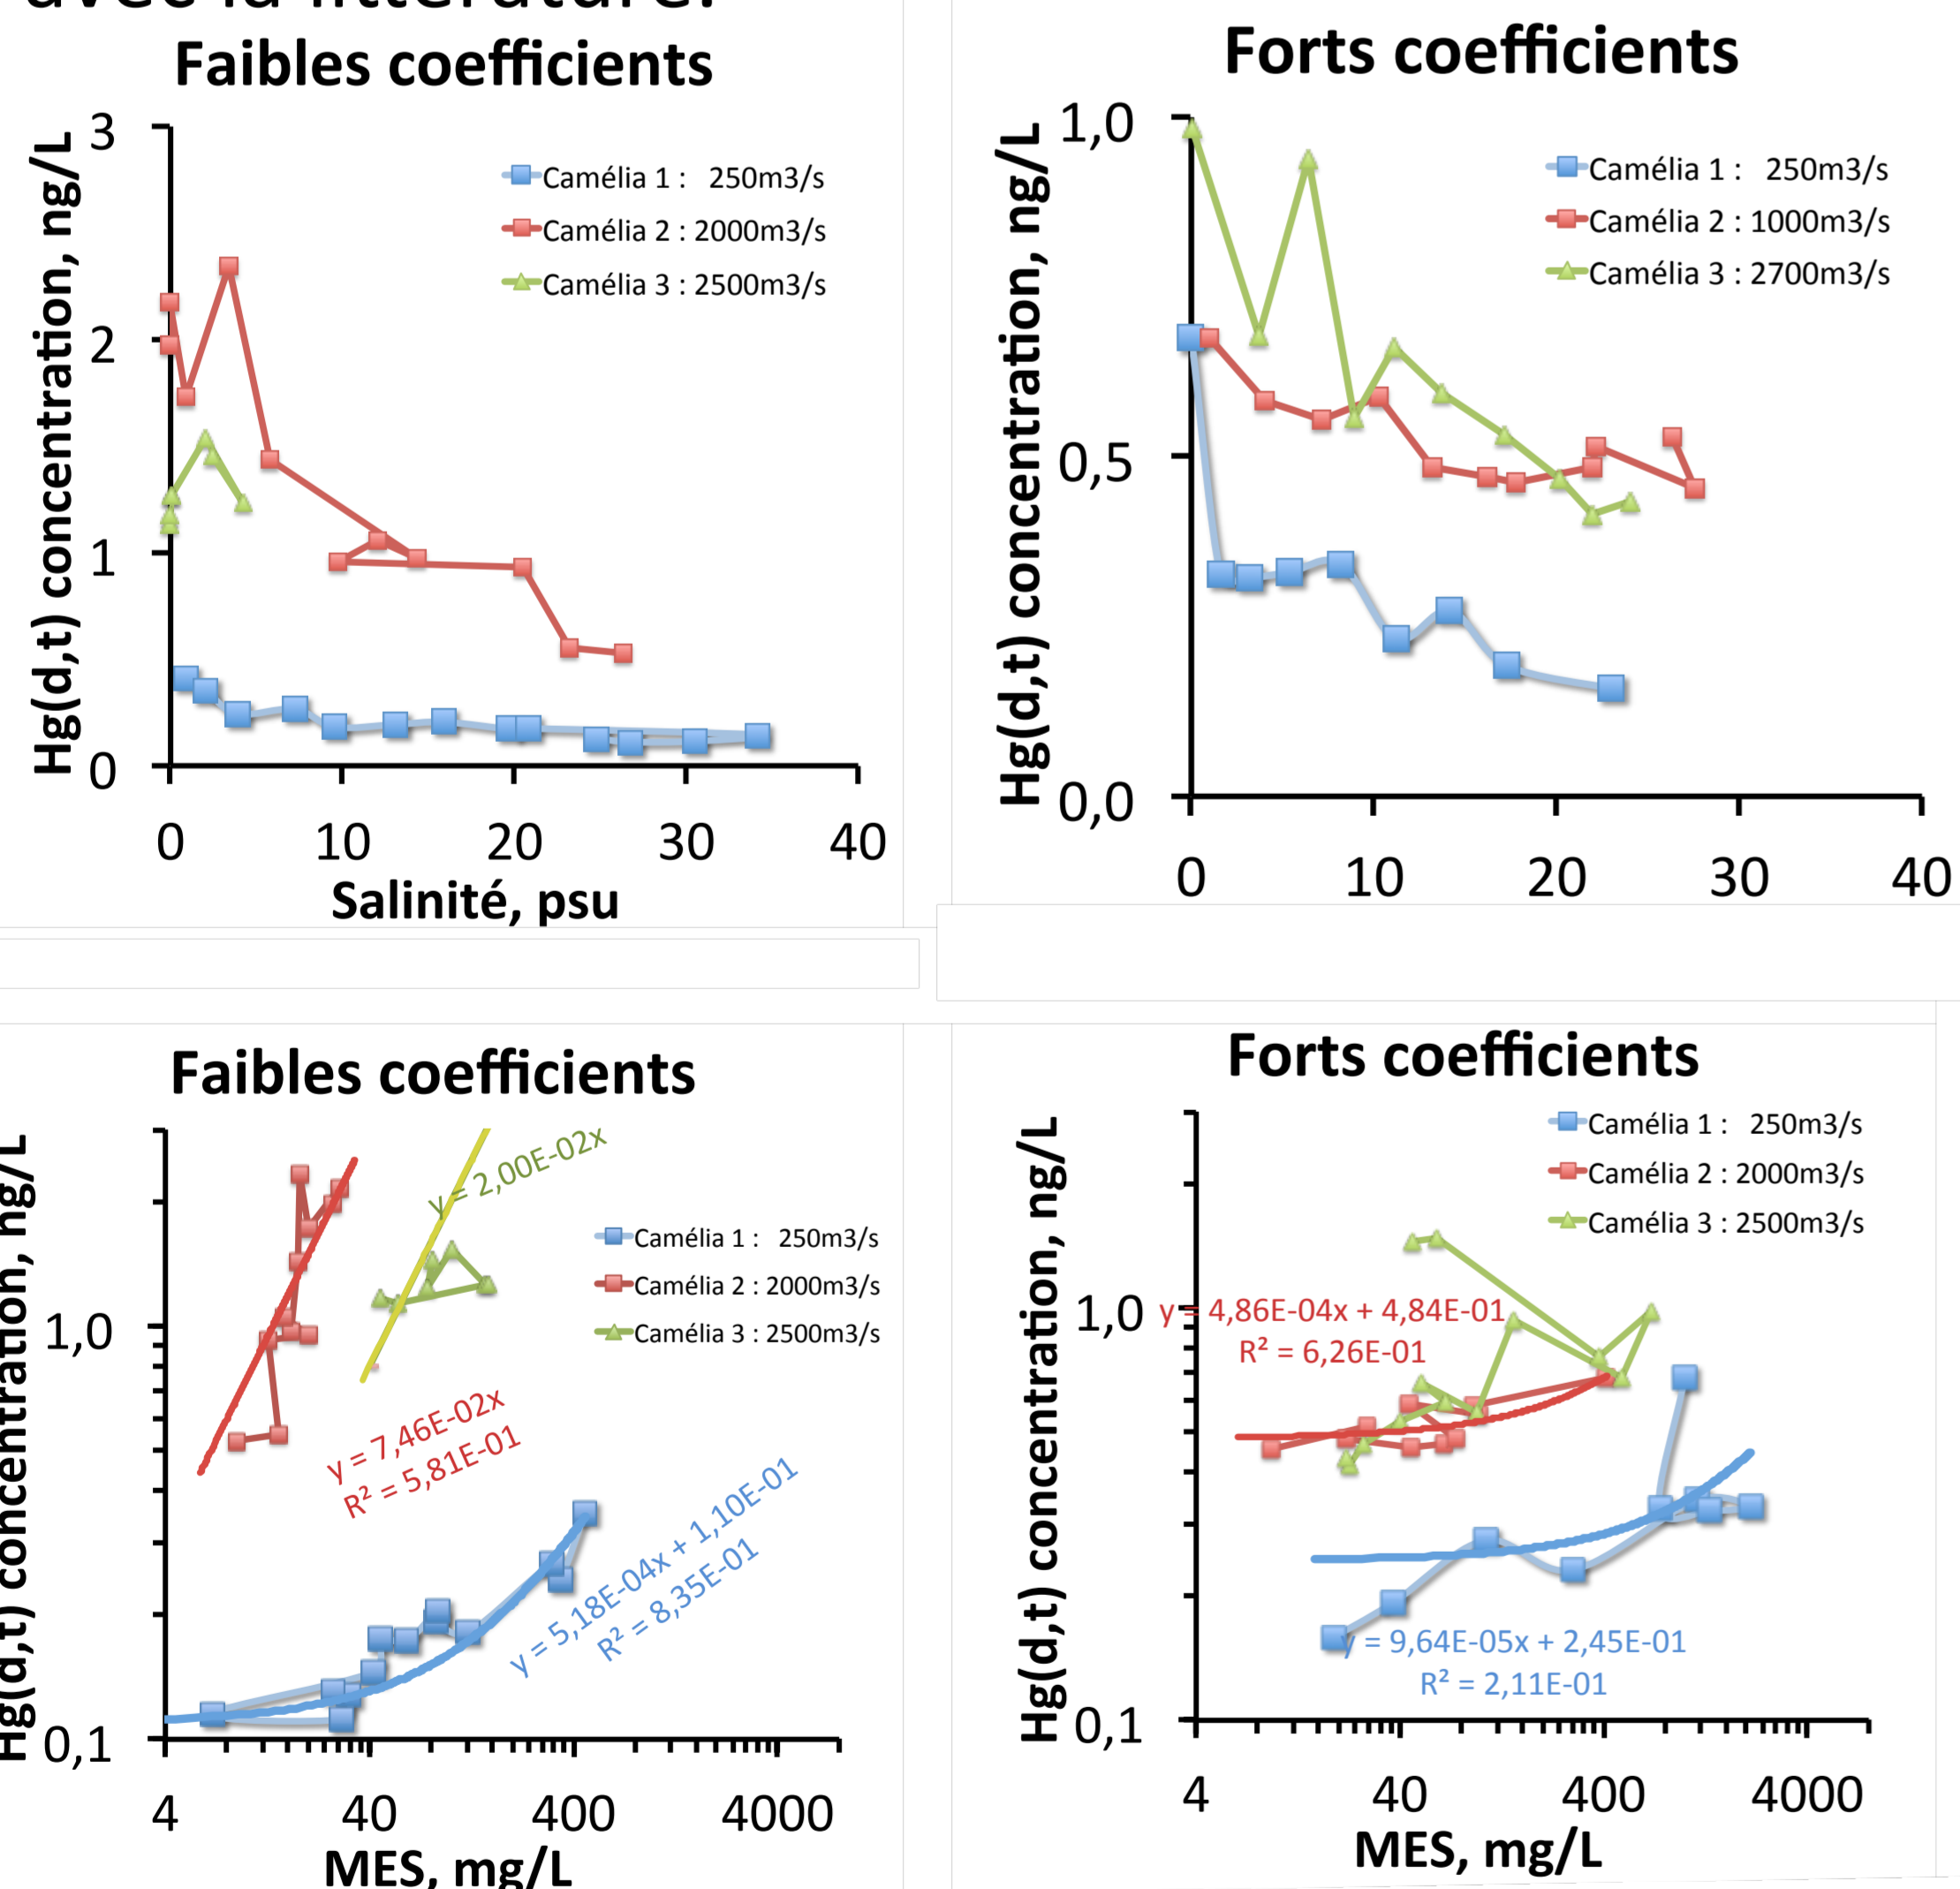 avec la littérature.
Faibles coefficients
Hg(d,t) concentration, ng/L
3
2
1
0
Camélia 1 : 250m3/s
Camélia 2 : 2000m3/s
Camélia 3 : 2500m3/s
0 10 20 30 40
Salinité, psu
Forts coefficients
Hg(d,t) concentration, ng/L
1,0
0,5
0,0
Camélia 1 : 250m3/s
Camélia 2 : 1000m3/s
Camélia 3 : 2700m3/s
0 10 20 30 40
Faibles coefficients
Hg(d,t) concentration, ng/L
1,0
0,1
y = 2,00E-02x
Camélia 1 : 250m3/s
Camélia 2 : 2000m3/s
Camélia 3 : 2500m3/s
y = 7,46E-02x
R² = 5,81E-01
y = 5,18E-04x + 1,10E-01
R² = 8,35E-01
4 40 400 4000
MES, mg/L
Forts coefficients
Hg(d,t) concentration, ng/L
1,0
0,1
Camélia 1 : 250m3/s
Camélia 2 : 2000m3/s
Camélia 3 : 2500m3/s
y = 4,86E-04x + 4,84E-01
R² = 6,26E-01
y = 9,64E-05x + 2,45E-01
R² = 2,11E-01
4 40 400 4000
MES, mg/L